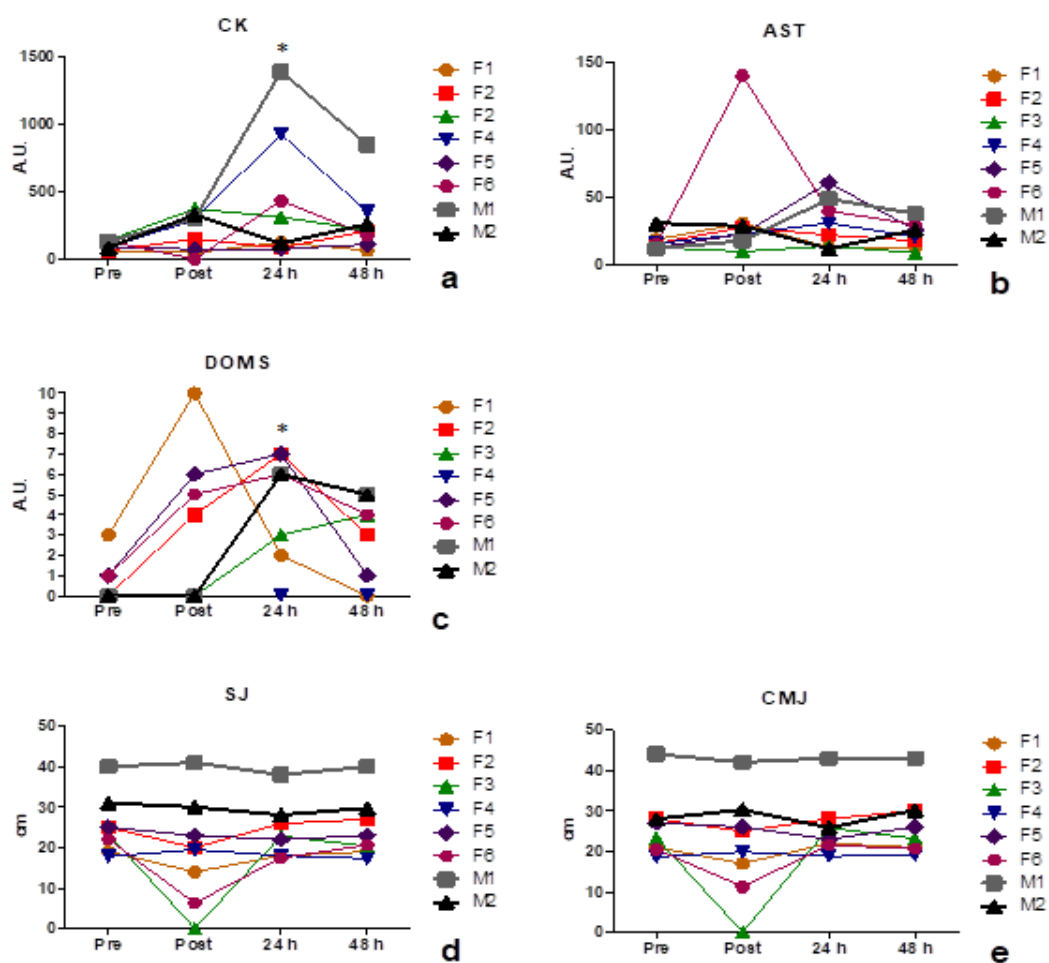 CK
*
1500
1000
500
0
A.U.
Pre Post 24 h 48 h
F1
F2
F2
F4
F5
F6
M1
M2
a
AST
150
100
50
0
A.U.
Pre Post 24 h 48 h
F1
F2
F3
F4
F5
F6
M1
M2
b
DOMS
*
10
9
8
7
6
5
4
3
2
1
0
A.U.
Pre Post 24 h 48 h
F1
F2
F3
F4
F5
F6
M1
M2
c
SJ
50
40
30
20
10
0
cm
Pre Post 24 h 48 h
F1
F2
F3
F4
F5
F6
M1
M2
d
CMJ
50
40
30
20
10
0
cm
Pre Post 24 h 48 h
F1
F2
F3
F4
F5
F6
M1
M2
e